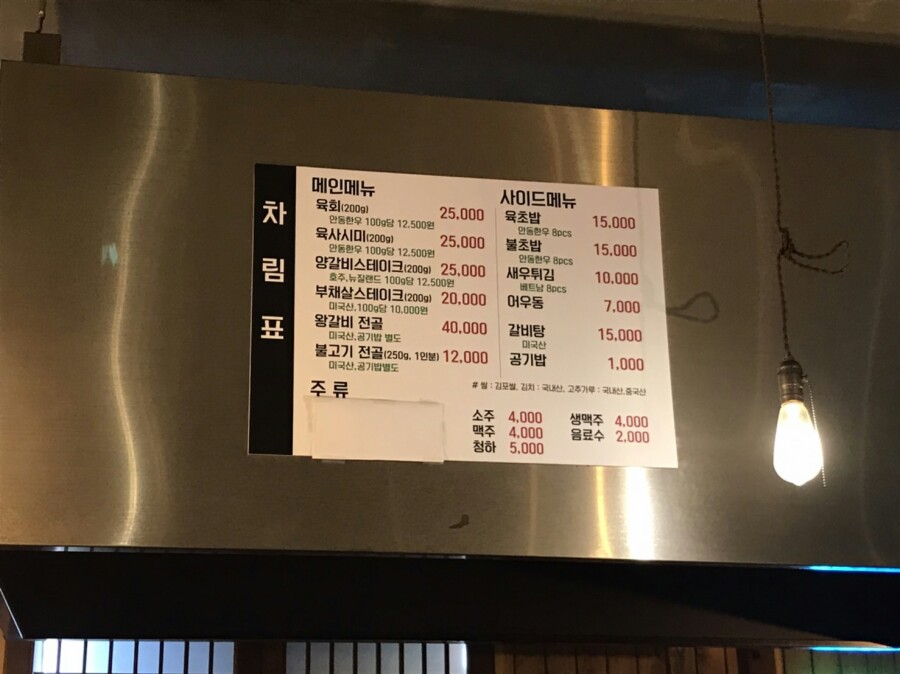 차림표
메인메뉴
육회(200g) 25,000
안동한우 100g당 12,500원
육사시미(200g) 25,000
안동한우 100g당 12,500원
양갈비스테이크(200g) 25,000
호주,뉴질랜드 100g당 12,500원
부채살스테이크(200g) 20,000
미국산,100g당 10,000원
왕갈비 전골 40,000
미국산,공기밥 별도
불고기 전골(250g, 1인분) 12,000
미국산,공기밥별도
사이드메뉴
육초밥 15,000
안동한우 8pcs
불초밥 15,000
안동한우 8pcs
새우튀김 10,000
베트남 8pcs
어우동 7,000
갈비탕 15,000
미국산
공기밥 1,000
# 쌀 : 김포쌀, 김치 : 국내산, 고추가루 : 국내산,중국산
주류
소주 4,000
맥주 4,000
청하 5,000
생맥주 4,000
음료수 2,000